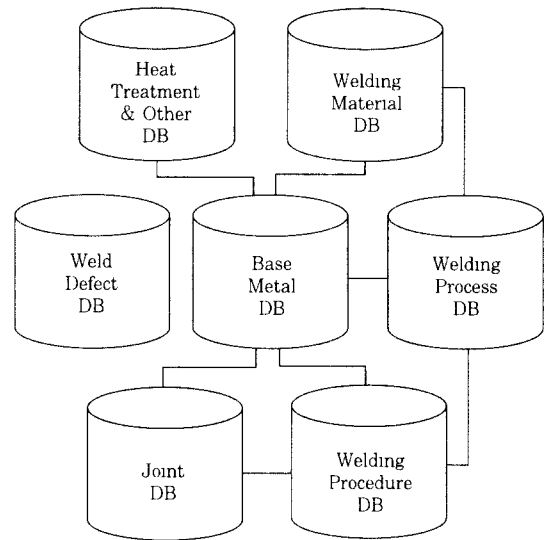 Heat
Treatment
& Other
DB
Welding
Material
DB
Weld
Defect
DB
Base
Metal
DB
Welding
Process
DB
Joint
DB
Welding
Procedure
DB